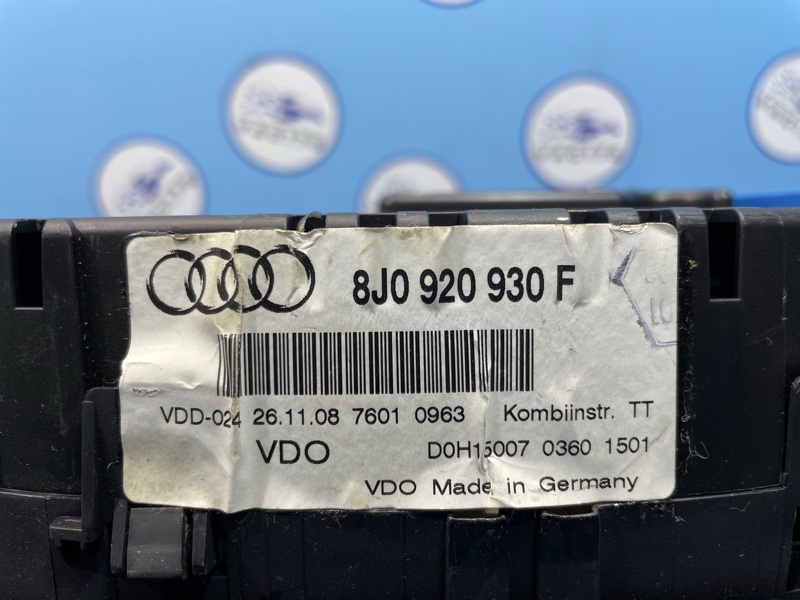 8J0 920 930 F
VDD-024 26.11.08 7601 0963 Kombiinstr. TT
VDO D0H15007 0360 1501
VDO Made in Germany